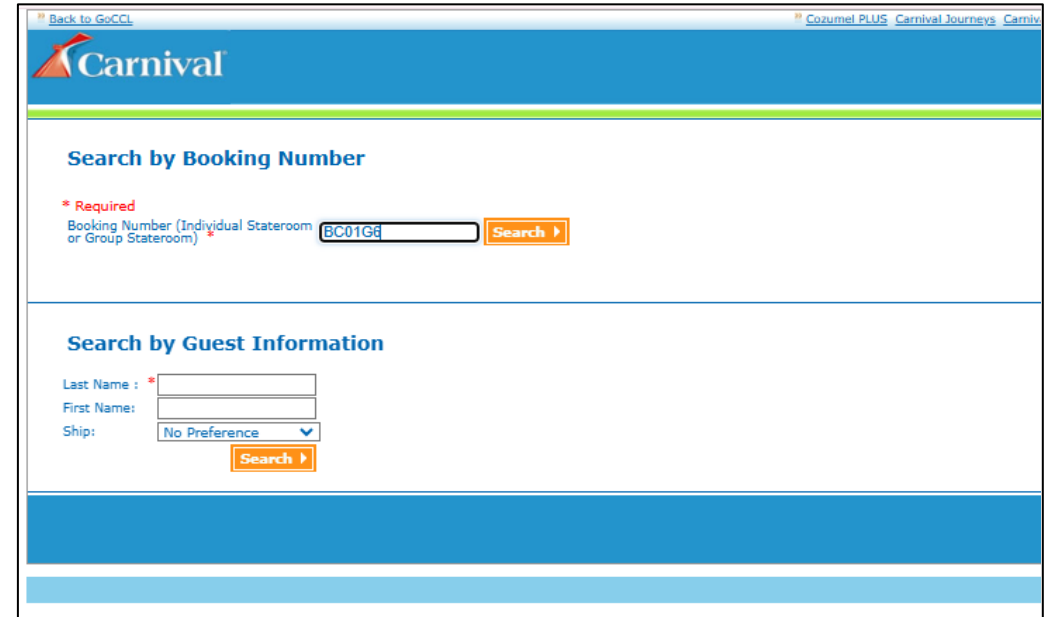 Back to GoCCL
Cozumel PLUS Carnival Journeys Carniv
Carnival
Search by Booking Number
* Required
Booking Number (Individual Stateroom
or Group Stateroom) *
BC01G6
Search
Search by Guest Information
Last Name : *
First Name:
Ship:
No Preference
Search